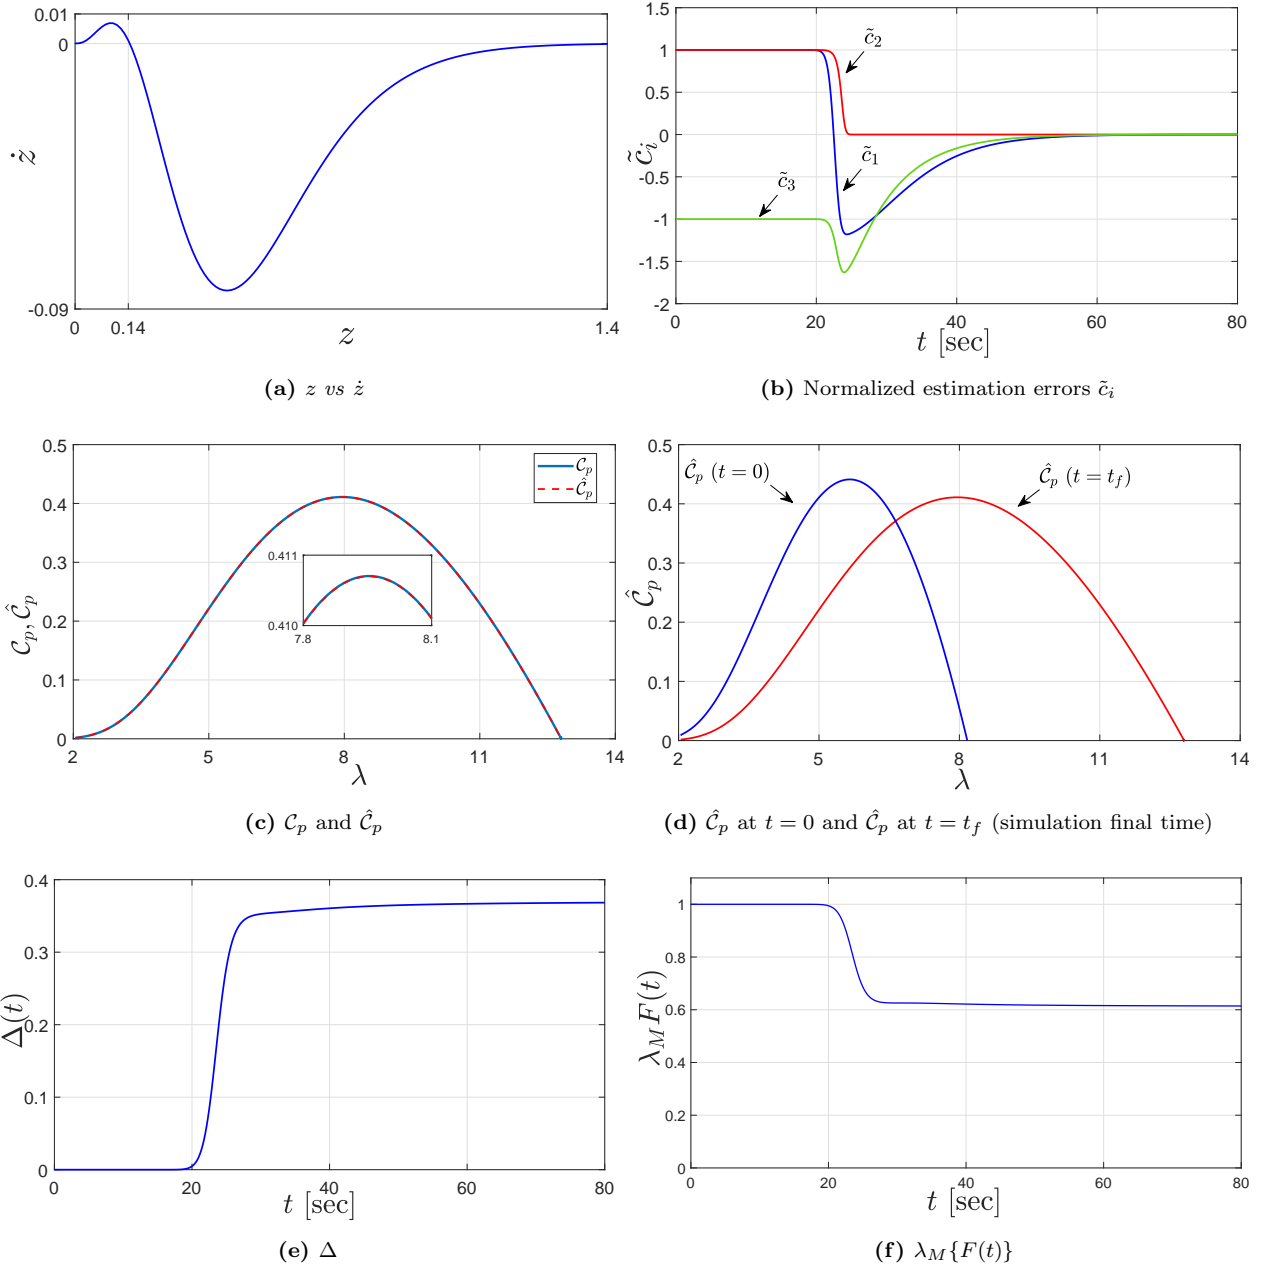 0.01
0
ż
-0.09
0 0.14 z 1.4
(a) z vs ż
1.5
1
0.5
0
-0.5
-1
-1.5
-2
c̃ᵢ
c̃₂
c̃₁
c̃₃
0 20 40 60 80
t [sec]
(b) Normalized estimation errors c̃ᵢ
0.5
0.4
0.3
0.2
0.1
0
𝒞ₚ, 𝒞̂ₚ
𝒞ₚ
𝒞̂ₚ
0.411
0.410
7.8 8.1
2 5 8 11 14
λ
(c) 𝒞ₚ and 𝒞̂ₚ
0.5
0.4
0.3
0.2
0.1
0
𝒞̂ₚ
𝒞̂ₚ (t = 0)
𝒞̂ₚ (t = t_f)
2 5 8 11 14
λ
(d) 𝒞̂ₚ at t = 0 and 𝒞̂ₚ at t = t_f (simulation final time)
0.4
0.3
0.2
0.1
0
Δ(t)
0 20 40 60 80
t [sec]
(e) Δ
1
0.8
0.6
0.4
0.2
0
λ_M F(t)
0 20 40 60 80
t [sec]
(f) λ_M{F(t)}